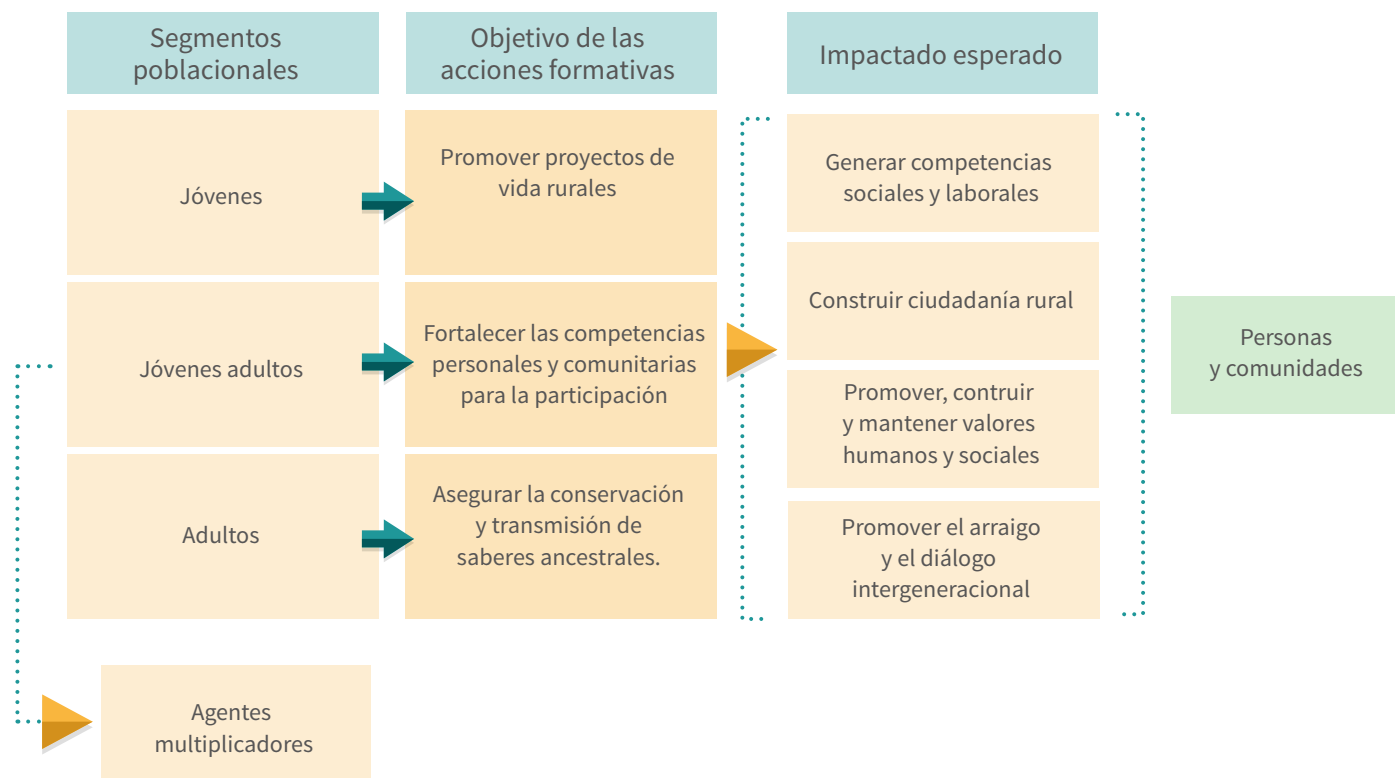 Segmentos
poblacionales
Objetivo de las
acciones formativas
Impactado esperado
Jóvenes
Promover proyectos de
vida rurales
Jóvenes adultos
Fortalecer las competencias
personales y comunitarias
para la participación
Adultos
Asegurar la conservación
y transmisión de
saberes ancestrales.
Generar competencias
sociales y laborales
Construir ciudadanía rural
Promover, contruir
y mantener valores
humanos y sociales
Promover el arraigo
y el diálogo
intergeneracional
Personas
y comunidades
Agentes
multiplicadores